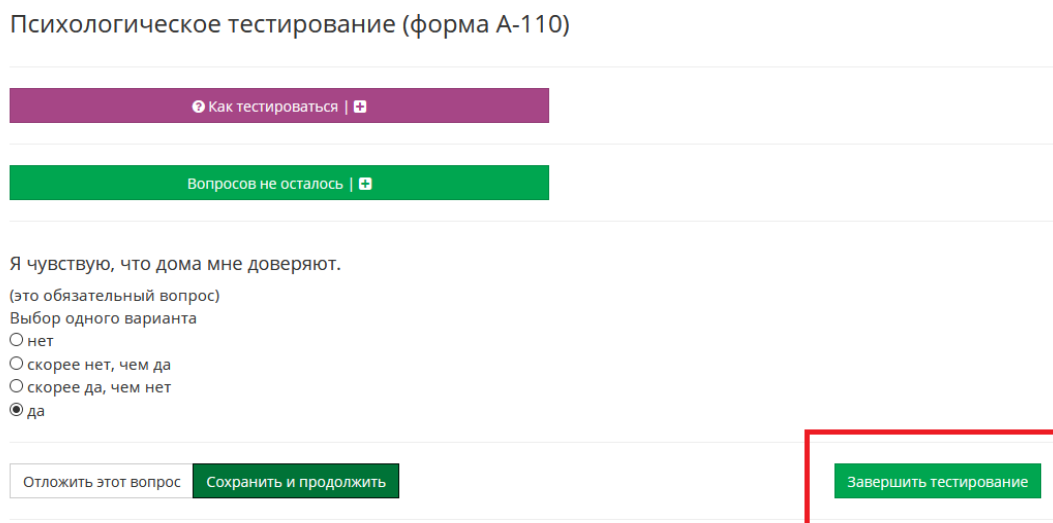 Психологическое тестирование (форма А-110)
Как тестироваться |
Вопросов не осталось |
Я чувствую, что дома мне доверяют.
(это обязательный вопрос)
Выбор одного варианта
нет
скорее нет, чем да
скорее да, чем нет
да
Отложить этот вопрос Сохранить и продолжить Завершить тестирование